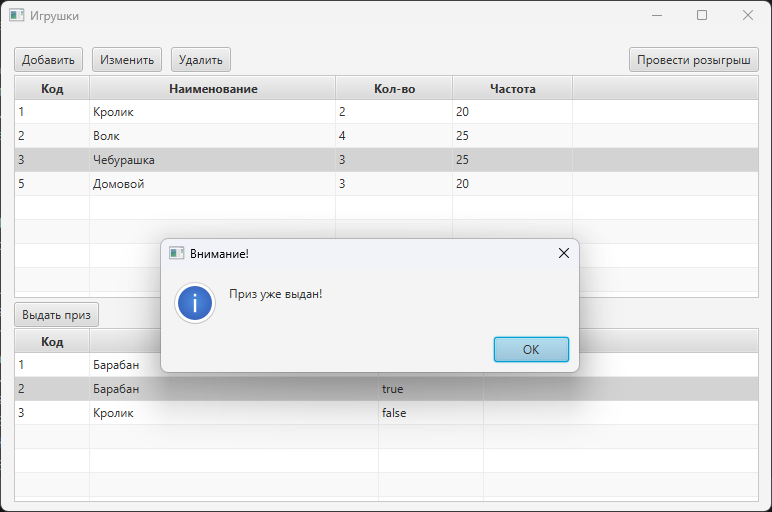 Игрушки
Добавить Изменить Удалить Провести розыгрыш
Код Наименование Кол-во Частота
1 Кролик 2 20
2 Волк 4 25
3 Чебурашка 3 25
5 Домовой 3 20
Внимание!
Приз уже выдан!
OK
Выдать приз
Код
1 Барабан
2 Барабан true
3 Кролик false